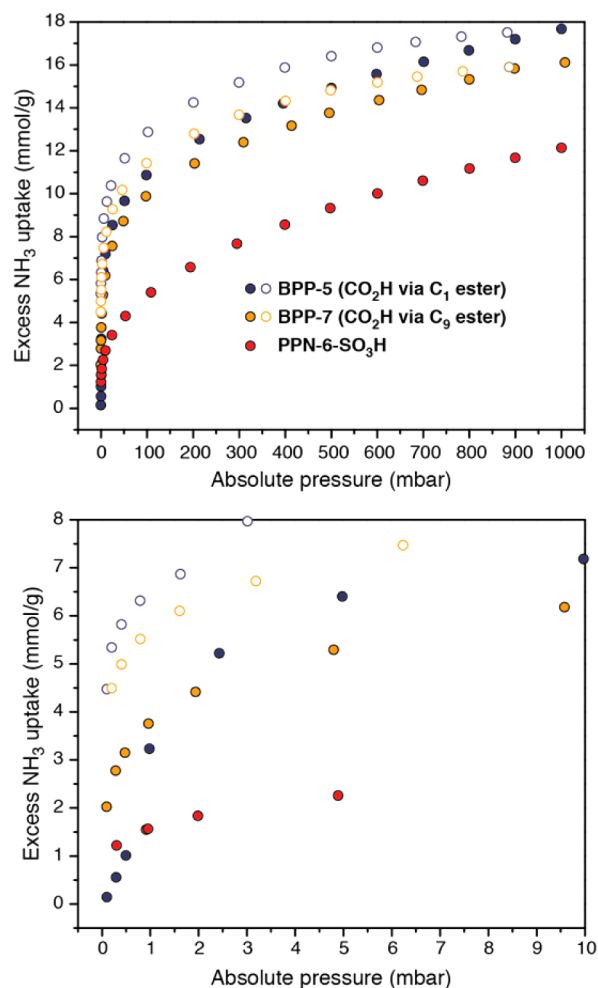 18
16
14
12
10
8
6
4
2
0
Excess NH₃ uptake (mmol/g)
BPP-5 (CO₂H via C₁ ester)
BPP-7 (CO₂H via C₉ ester)
PPN-6-SO₃H
0 100 200 300 400 500 600 700 800 900 1000
Absolute pressure (mbar)
8
7
6
5
4
3
2
1
0
Excess NH₃ uptake (mmol/g)
0 1 2 3 4 5 6 7 8 9 10
Absolute pressure (mbar)